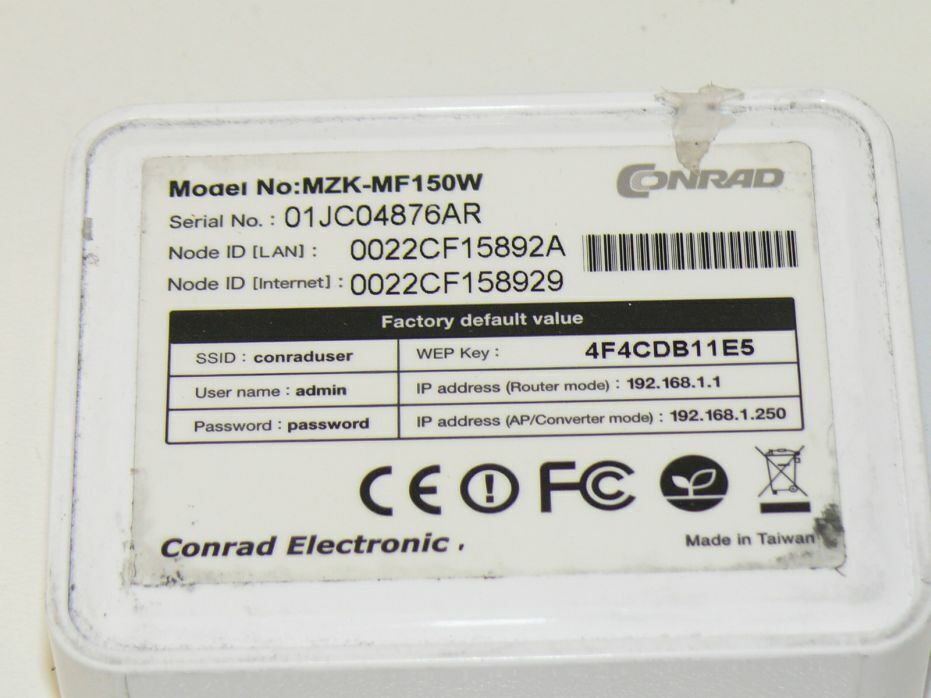 Model No:MZK-MF150W
CONRAD
Serial No. : 01JC04876AR
Node ID [LAN] : 0022CF15892A
Node ID [Internet] : 0022CF158929
Factory default value
SSID : conraduser WEP Key : 4F4CDB11E5
User name : admin IP address (Router mode) : 192.168.1.1
Password : password IP address (AP/Converter mode) : 192.168.1.250
CE FC
Conrad Electronic
Made in Taiwan